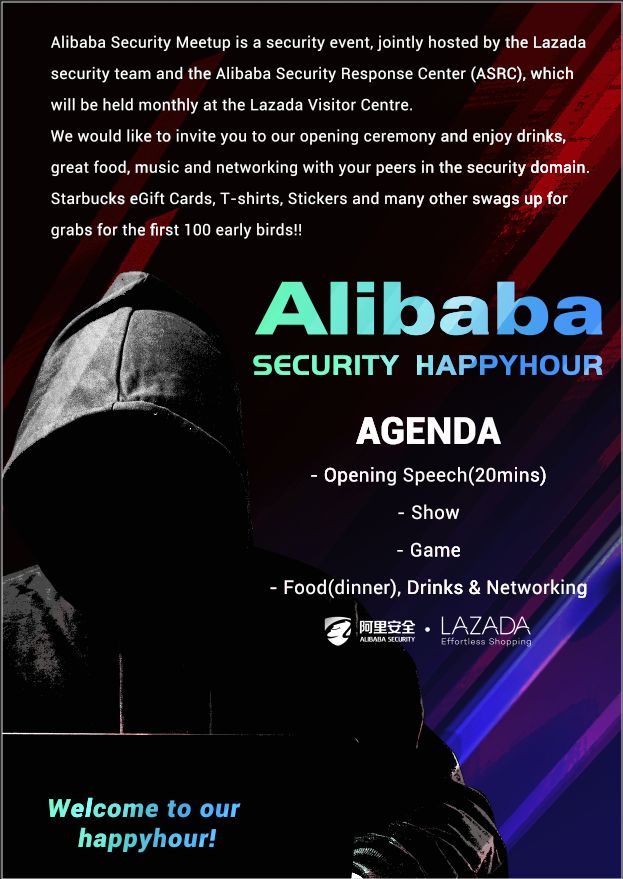 Alibaba Security Meetup is a security event, jointly hosted by the Lazada
security team and the Alibaba Security Response Center (ASRC), which
will be held monthly at the Lazada Visitor Centre.
We would like to invite you to our opening ceremony and enjoy drinks,
great food, music and networking with your peers in the security domain.
Starbucks eGift Cards, T-shirts, Stickers and many other swags up for
grabs for the first 100 early birds!!
Alibaba
SECURITY HAPPYHOUR
AGENDA
- Opening Speech(20mins)
- Show
- Game
- Food(dinner), Drinks & Networking
阿里安全 • LAZADA
ALIBABA SECURITY Effortless Shopping
Welcome to our
happyhour!